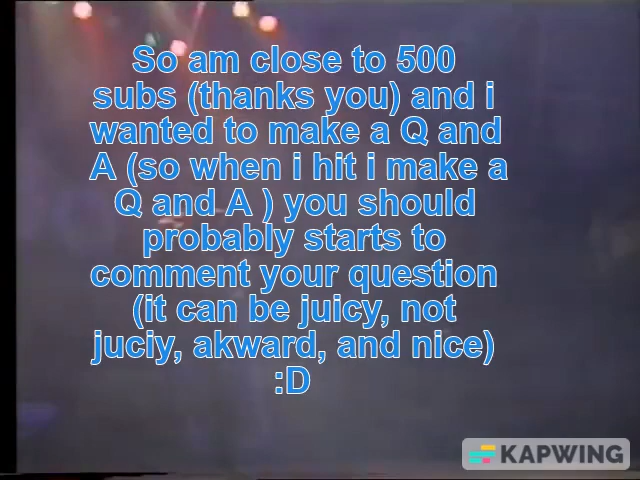 So am close to 500
subs (thanks you) and i
wanted to make a Q and
A (so when i hit i make a
Q and A ) you should
probably starts to
comment your question
(it can be juicy, not
juciy, akward, and nice)
:D
KAPWING